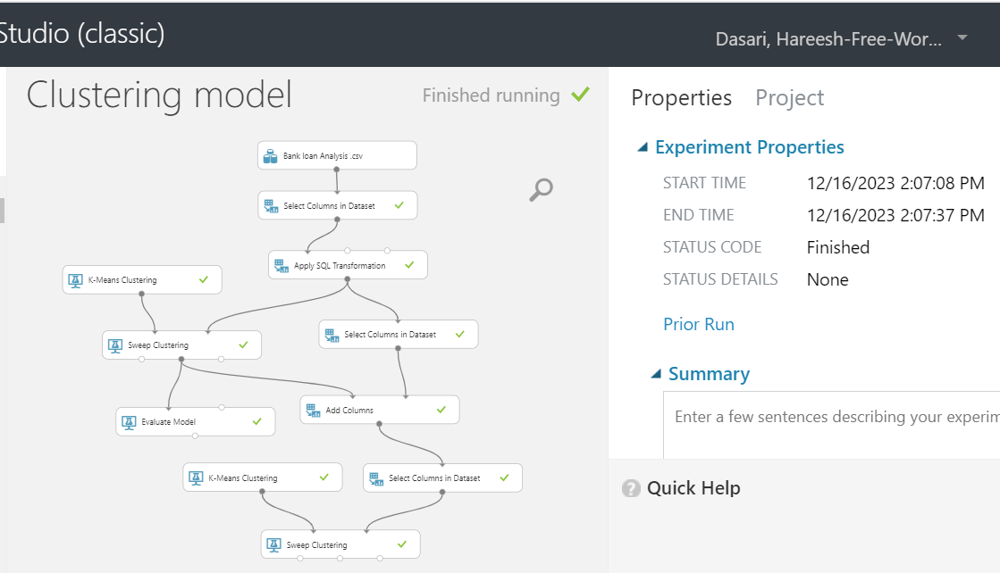 Studio (classic)
Dasari, Hareesh-Free-Wor...
Clustering model
Finished running
Bank loan Analysis .csv
Select Columns in Dataset
Apply SQL Transformation
K-Means Clustering
Select Columns in Dataset
Sweep Clustering
Add Columns
Evaluate Model
K-Means Clustering
Select Columns in Dataset
Sweep Clustering
Properties Project
Experiment Properties
START TIME 12/16/2023 2:07:08 PM
END TIME 12/16/2023 2:07:37 PM
STATUS CODE Finished
STATUS DETAILS None
Prior Run
Summary
Enter a few sentences describing your experim
? Quick Help